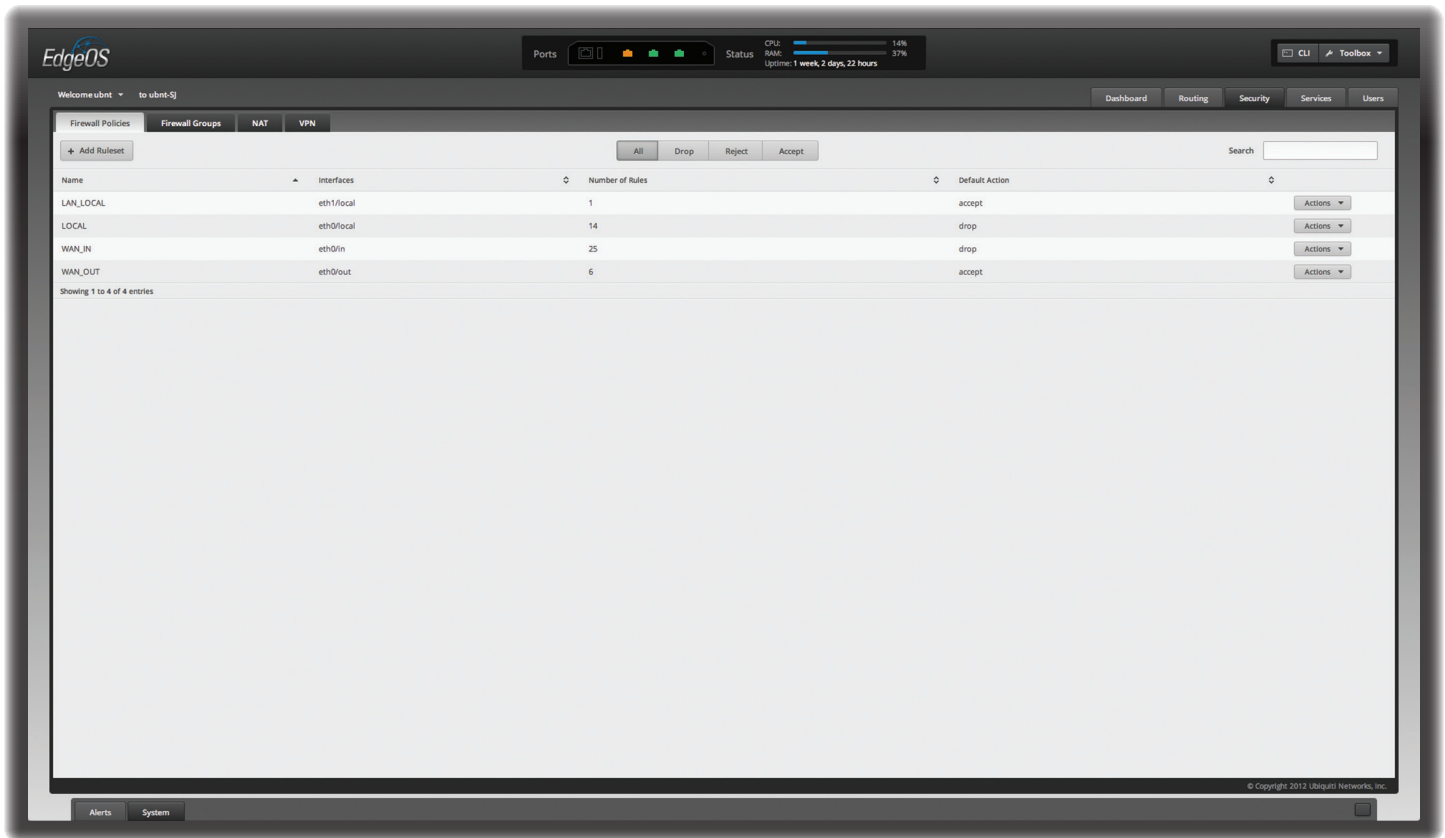 EdgeOS
Ports
Status
CPU: 14%
RAM: 37%
Uptime: 1 week, 2 days, 22 hours
CLI
Toolbox
Welcome ubnt
to ubnt-SJ
Dashboard
Routing
Security
Services
Users
Firewall Policies
Firewall Groups
NAT
VPN
+ Add Ruleset
All
Drop
Reject
Accept
Search
Name Interfaces Number of Rules Default Action
LAN_LOCAL eth1/local 1 accept Actions
LOCAL eth0/local 14 drop Actions
WAN_IN eth0/in 25 drop Actions
WAN_OUT eth0/out 6 accept Actions
Showing 1 to 4 of 4 entries
© Copyright 2012 Ubiquiti Networks, Inc.
Alerts
System